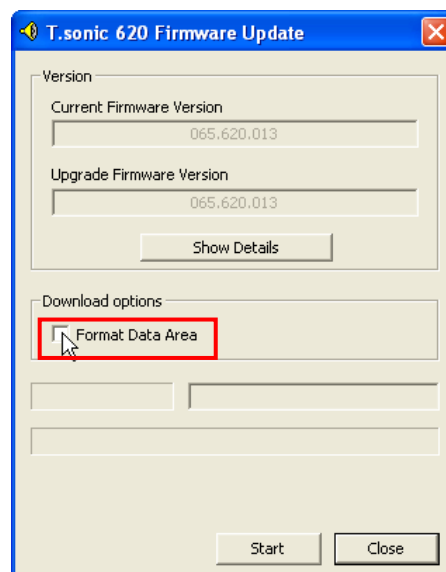 T.sonic 620 Firmware Update
Version
Current Firmware Version
065.620.013
Upgrade Firmware Version
065.620.013
Show Details
Download options
Format Data Area
Start
Close